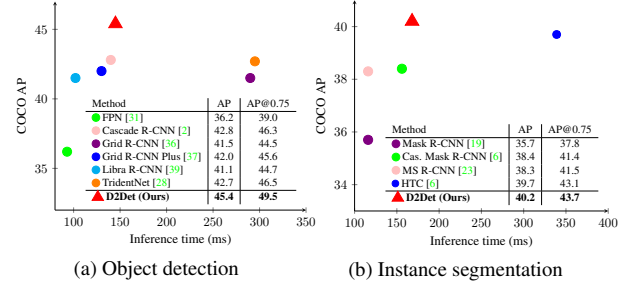 45
42
35
COCO AP
Method AP AP@0.75
FPN [31] 36.2 39.0
Cascade R-CNN [2] 42.8 46.3
Grid R-CNN [36] 41.5 44.5
Grid R-CNN Plus [37] 42.0 45.6
Libra R-CNN [39] 41.1 44.7
TridentNet [28] 42.7 46.5
D2Det (Ours) 45.4 49.5
100 150 200 250 300 350
Inference time (ms)
(a) Object detection
40
38
36
34
33
COCO AP
Method AP AP@0.75
Mask R-CNN [19] 35.7 37.8
Cas. Mask R-CNN [6] 38.4 41.4
MS R-CNN [23] 38.3 41.5
HTC [6] 39.7 43.1
D2Det (Ours) 40.2 43.7
100 150 200 250 300 350 400
Inference time (ms)
(b) Instance segmentation